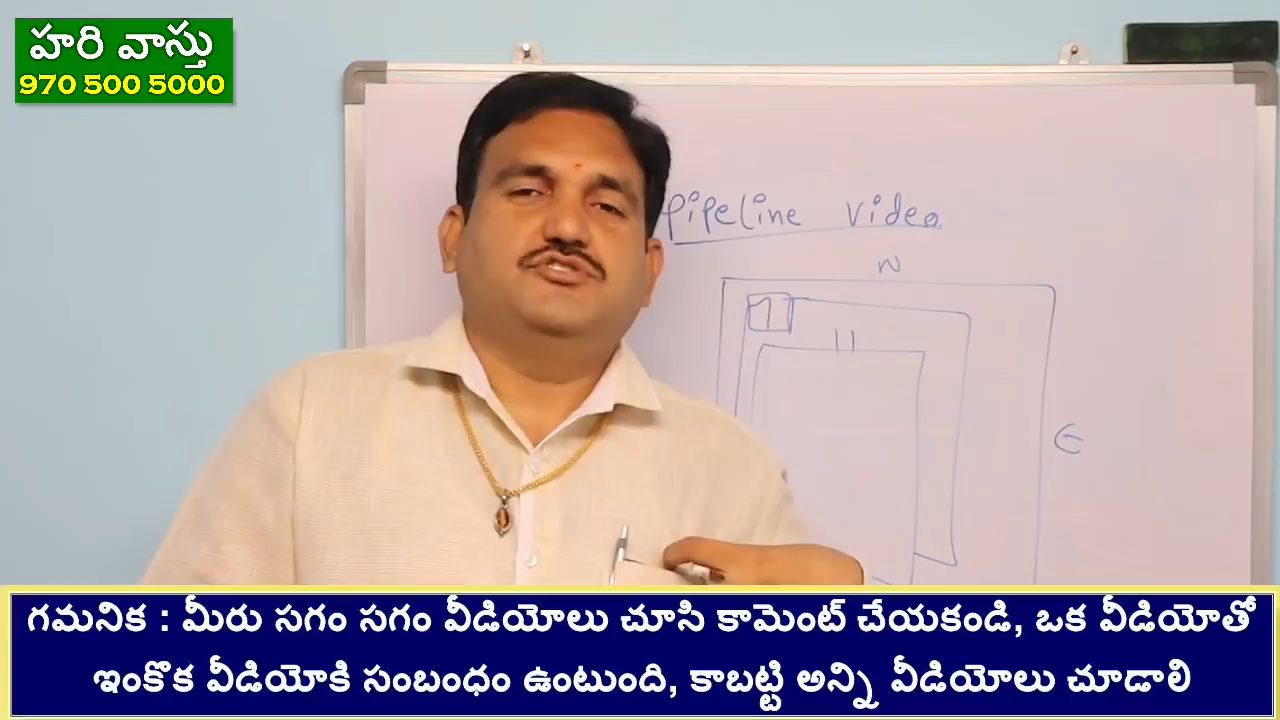 హరి వాస్తు
970 500 5000
pipeline video
N
E
గమనిక : మీరు సగం సగం వీడియోలు చూసి కామెంట్ చేయకండి, ఒక వీడియోతో
ఇంకొక వీడియోకి సంబంధం ఉంటుంది, కాబట్టి అన్ని వీడియోలు చూడాలి